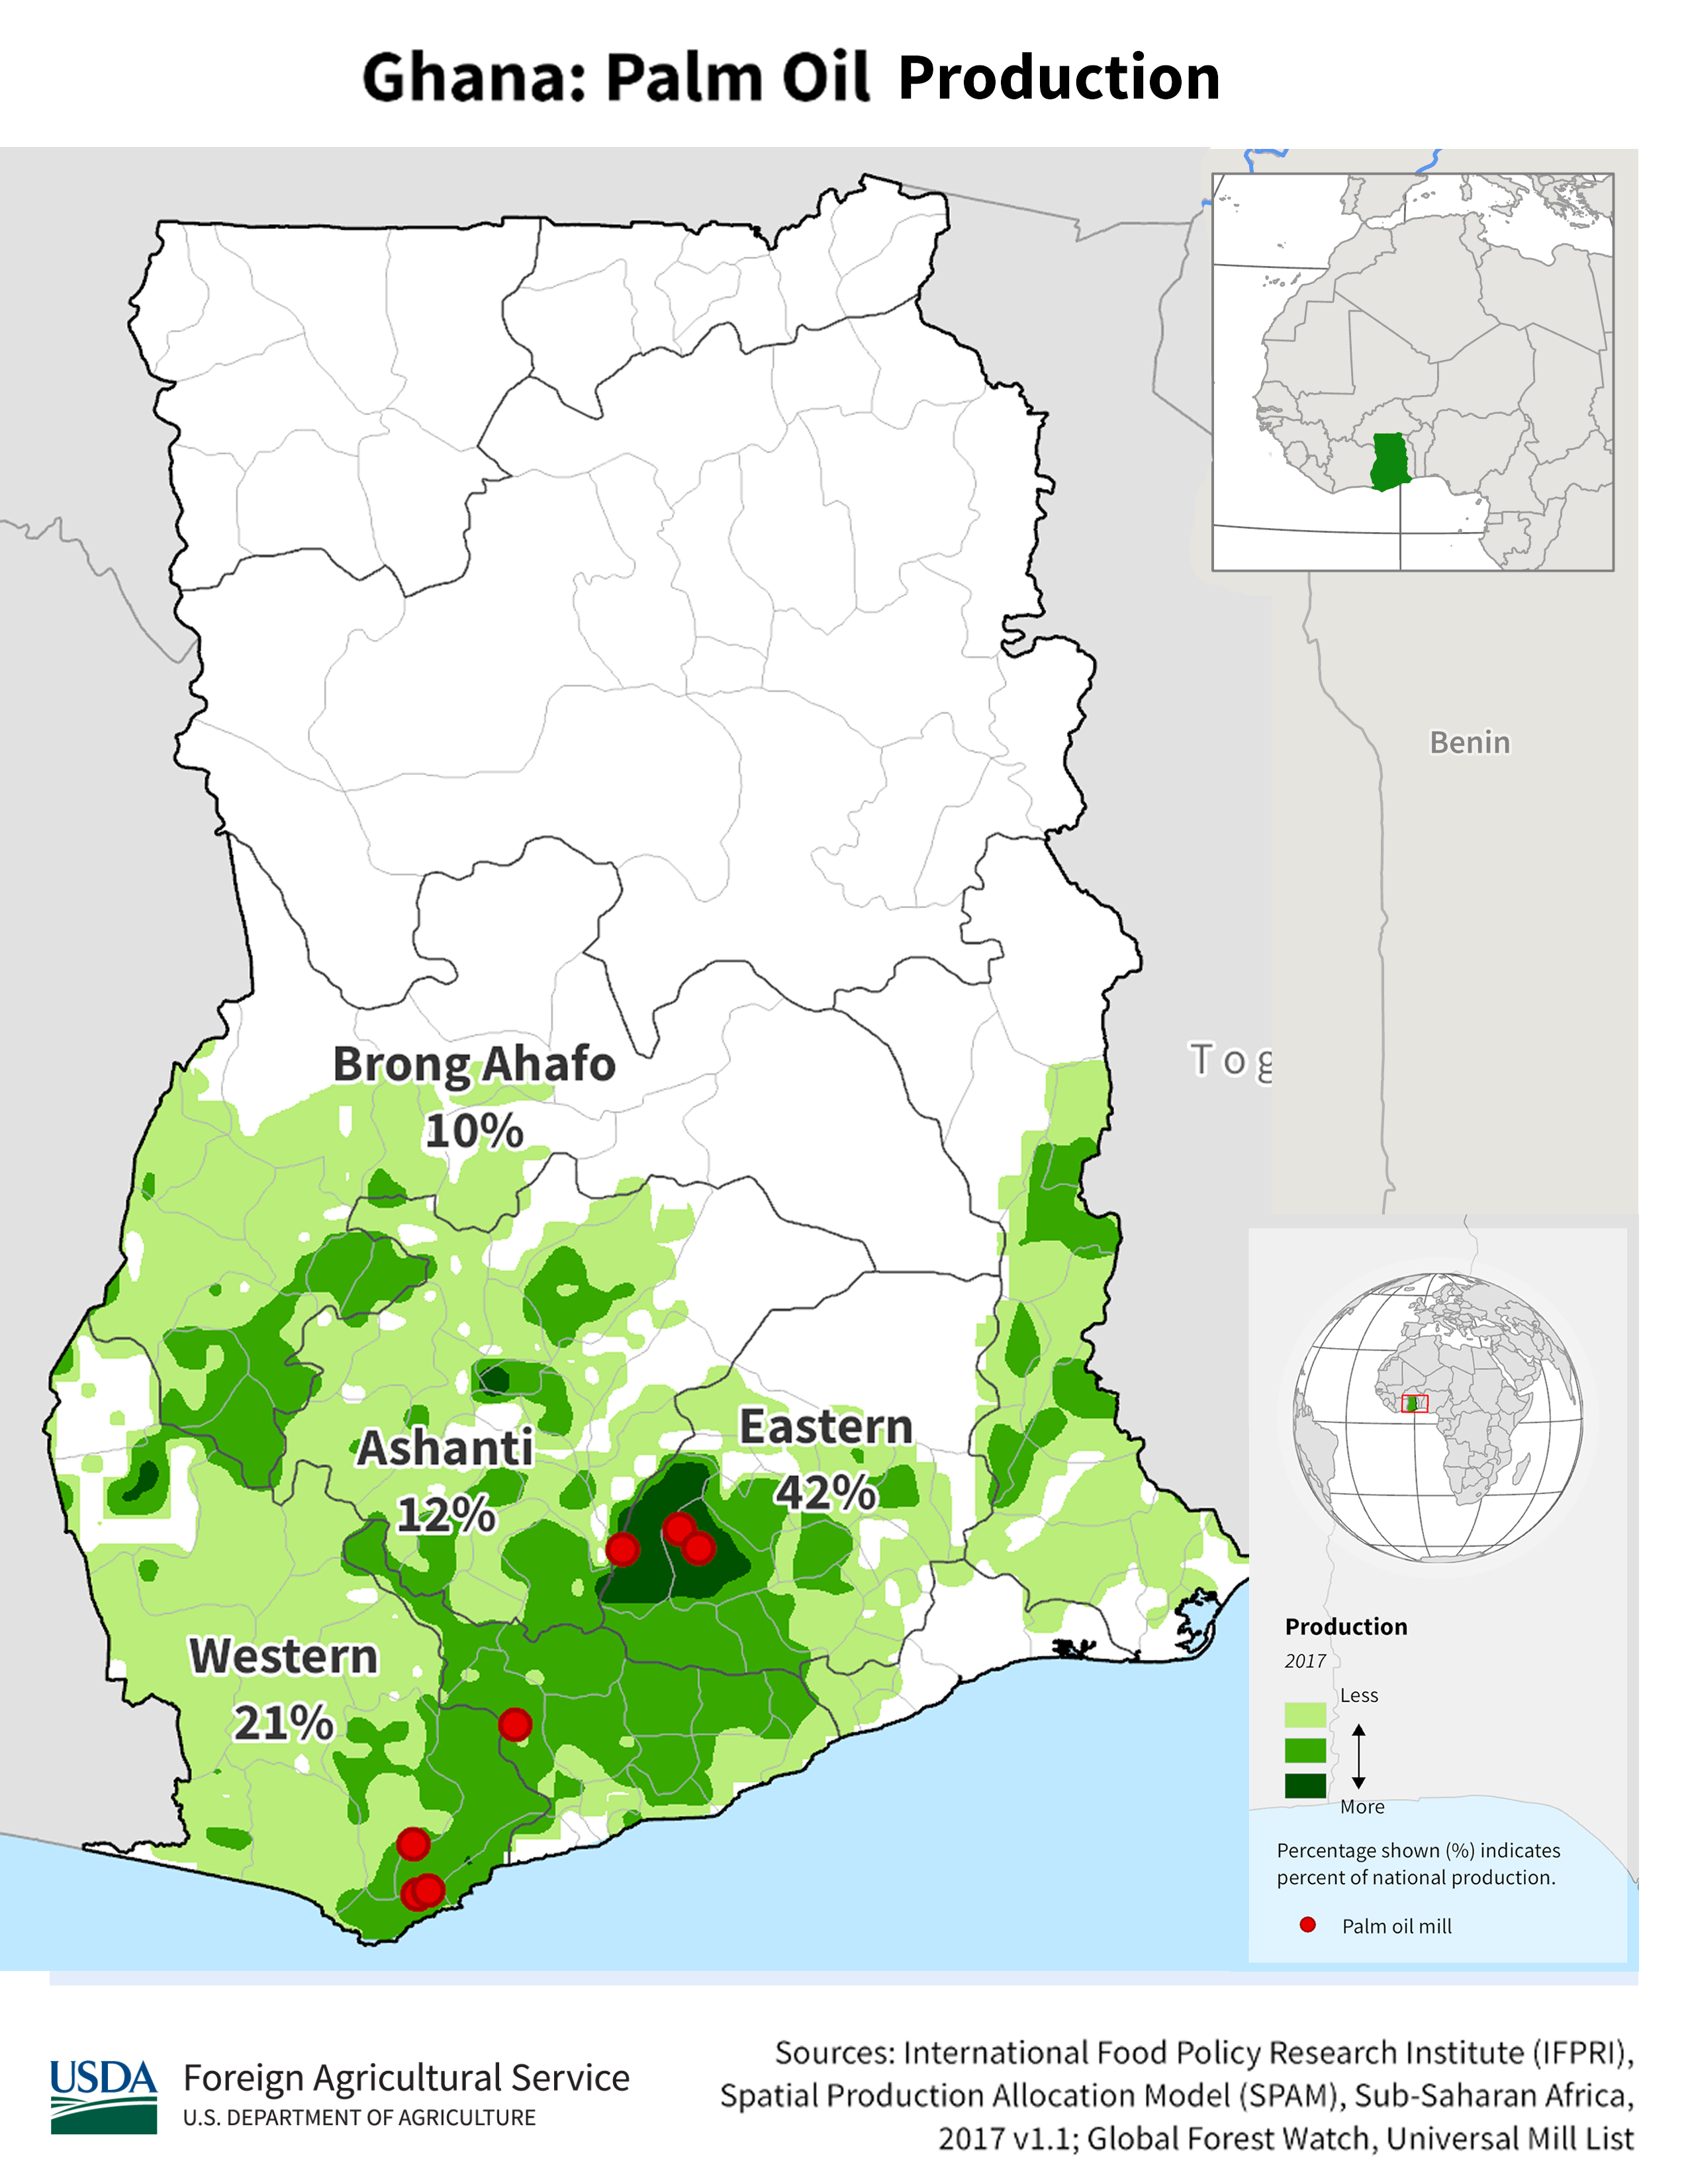 Ghana: Palm Oil Production
Benin
Tog
Brong Ahafo
10%
Eastern
42%
Ashanti
12%
Western
21%
Production
2017
Less
More
Percentage shown (%) indicates
percent of national production.
Palm oil mill
USDA
Foreign Agricultural Service
U.S. DEPARTMENT OF AGRICULTURE
Sources: International Food Policy Research Institute (IFPRI),
Spatial Production Allocation Model (SPAM), Sub-Saharan Africa,
2017 v1.1; Global Forest Watch, Universal Mill List